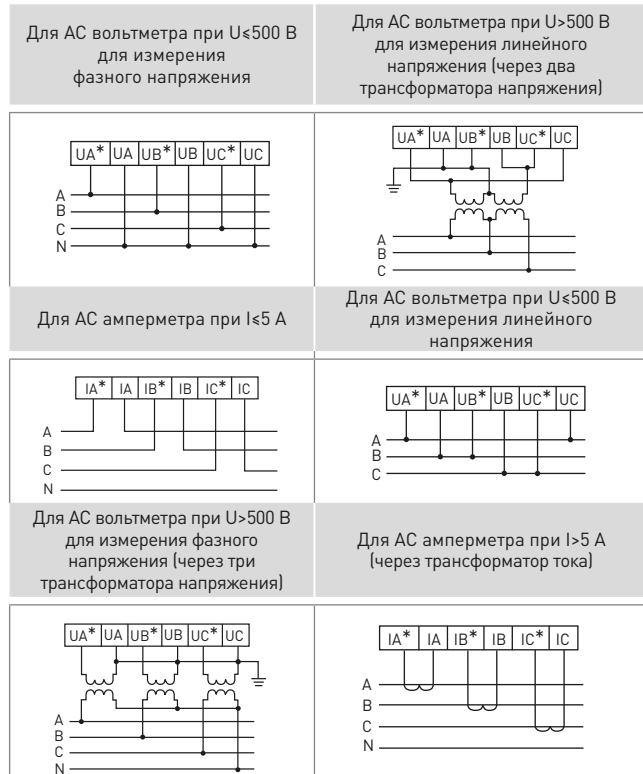 Для АС вольтметра при U≤500 В
для измерения
фазного напряжения
Для АС вольтметра при U>500 В
для измерения линейного
напряжения (через два
трансформатора напряжения)
UA* UA UB* UB UC* UC
A
B
C
N
UA* UA UB* UB UC* UC
A
B
C
Для АС амперметра при I≤5 А
Для АС вольтметра при U≤500 В
для измерения линейного
напряжения
IA* IA IB* IB IC* IC
A
B
C
N
UA* UA UB* UB UC* UC
A
B
C
Для АС вольтметра при U>500 В
для измерения фазного
напряжения (через три
трансформатора напряжения)
Для АС амперметра при I>5 А
(через трансформатор тока)
UA* UA UB* UB UC* UC
A
B
C
N
IA* IA IB* IB IC* IC
A
B
C
N